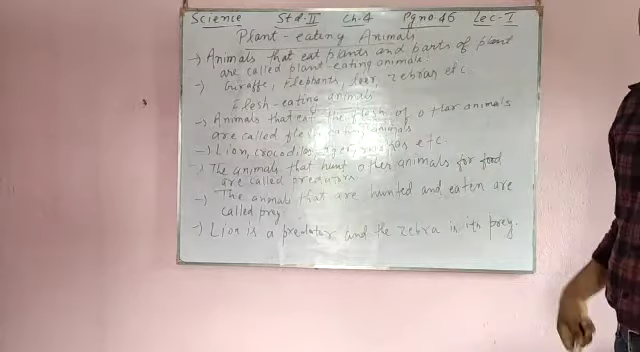 Science Std-II Ch-4 Pg no-46 Lec-I
Plant-eating Animals
→ Animals that eat plants and parts of plant
are called plant-eating animals.
→ Giraffe, Elephants, zebras etc.
flesh-eating animals
→ Animals that eat the flesh of other animals
are called flesh eating animals
→ Lion, crocodiles, etc.
→ The animals that hunt other animals for food
are called predators
→ The animal that are hunted and eaten are
called prey
→ Lion is a predator and the zebra is its prey.